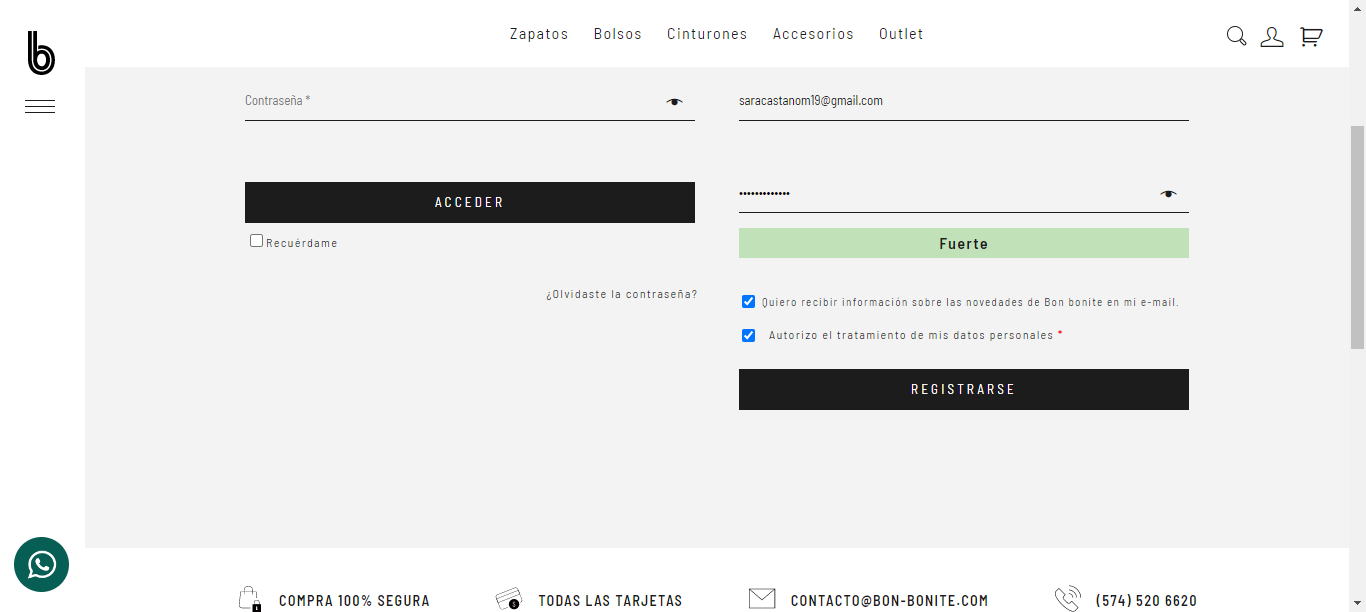 b
Zapatos Bolsos Cinturones Accesorios Outlet
Contraseña *
ACCEDER
Recuérdame
¿Olvidaste la contraseña?
saracastanom19@gmail.com
•••••••••••••
Fuerte
Quiero recibir información sobre las novedades de Bon bonite en mi e-mail.
Autorizo el tratamiento de mis datos personales *
REGISTRARSE
COMPRA 100% SEGURA
TODAS LAS TARJETAS
CONTACTO@BON-BONITE.COM
(574) 520 6620